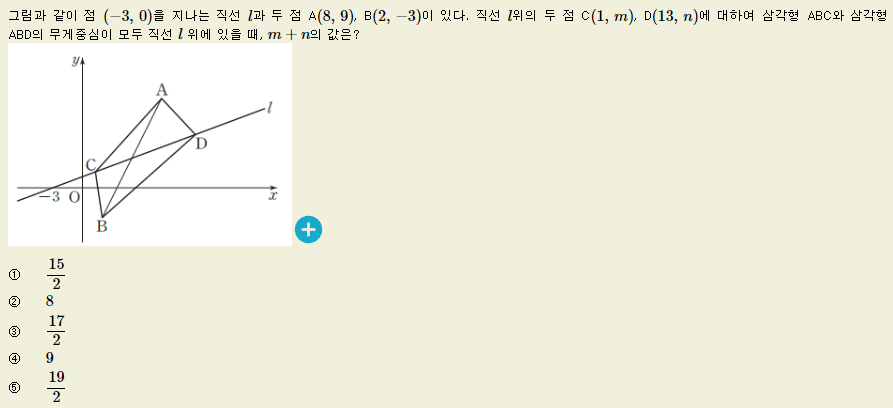 그림과 같이 점 (−3, 0)을 지나는 직선 l과 두 점 A(8, 9), B(2, −3)이 있다. 직선 l위의 두 점 C(1, m), D(13, n)에 대하여 삼각형 ABC와 삼각형
ABD의 무게중심이 모두 직선 l 위에 있을 때, m + n의 값은?
y
A
l
D
C
−3 O
x
B
+
① 15/2
② 8
③ 17/2
④ 9
⑤ 19/2